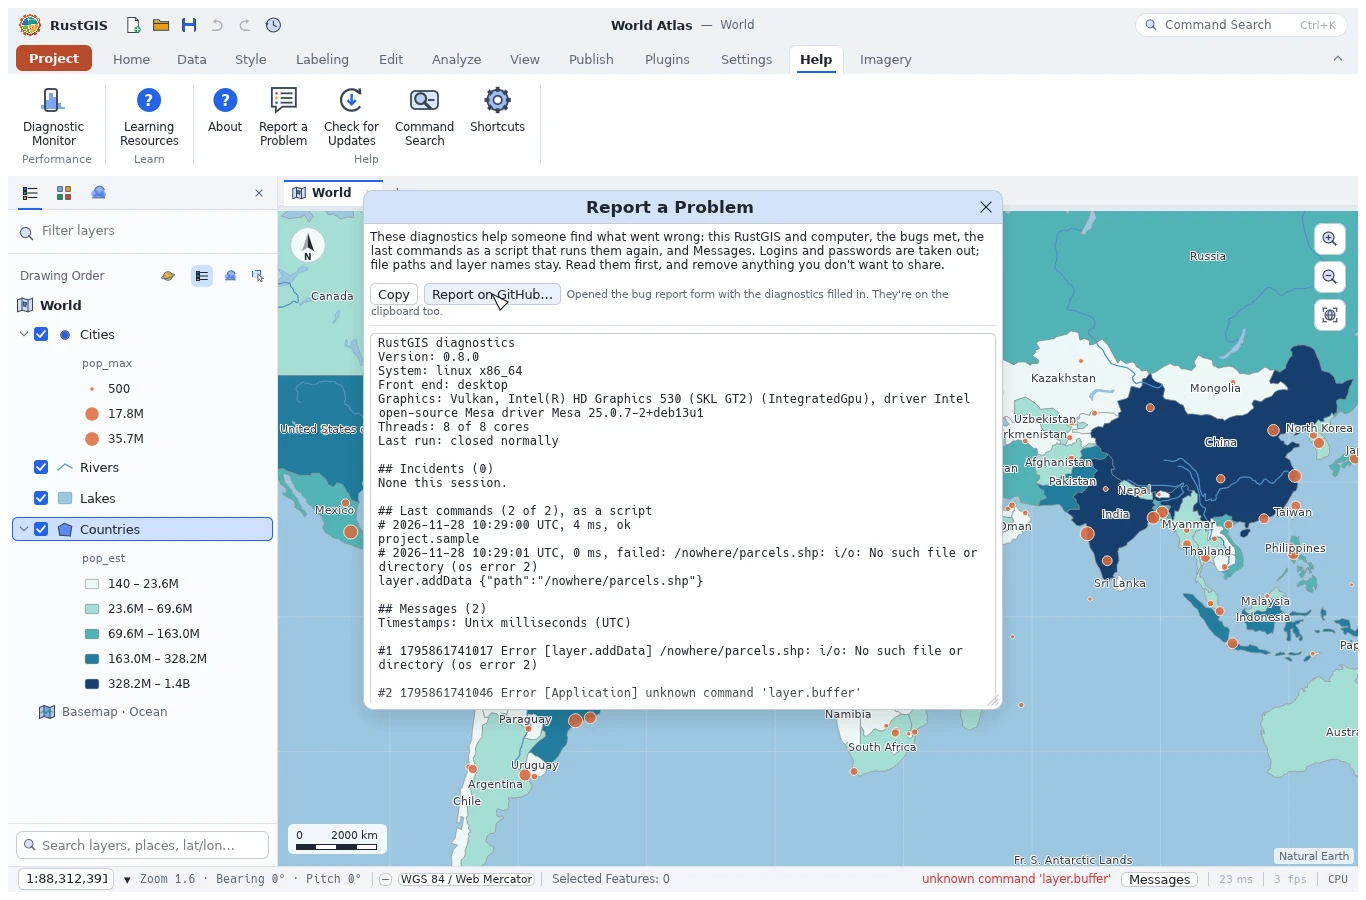 RustGIS
World Atlas — World
Command Search Ctrl+K
Project Home Data Style Labeling Edit Analyze View Publish Plugins Settings Help Imagery
Diagnostic Monitor
Performance
Learning Resources
Learn
About
Report a Problem
Check for Updates
Command Search
Shortcuts
Help
World
Filter layers
Drawing Order
World
Cities
pop_max
500
17.8M
35.7M
Rivers
Lakes
Countries
pop_est
140 – 23.6M
23.6M – 69.6M
69.6M – 163.0M
163.0M – 328.2M
328.2M – 1.4B
Basemap · Ocean
Search layers, places, lat/lon...
Report a Problem
These diagnostics help someone find what went wrong: this RustGIS and computer, the bugs met, the
last commands as a script that runs them again, and Messages. Logins and passwords are taken out;
file paths and layer names stay. Read them first, and remove anything you don't want to share.
Copy Report on GitHub... Opened the bug report form with the diagnostics filled in. They're on the
clipboard too.
RustGIS diagnostics
Version: 0.8.0
System: linux x86_64
Front end: desktop
Graphics: Vulkan, Intel(R) HD Graphics 530 (SKL GT2) (IntegratedGpu), driver Intel
open-source Mesa driver Mesa 25.0.7-2+deb13u1
Threads: 8 of 8 cores
Last run: closed normally
## Incidents (0)
None this session.
## Last commands (2 of 2), as a script
# 2026-11-28 10:29:00 UTC, 4 ms, ok
project.sample
# 2026-11-28 10:29:01 UTC, 0 ms, failed: /nowhere/parcels.shp: i/o: No such file or
directory (os error 2)
layer.addData {"path":"/nowhere/parcels.shp"}
## Messages (2)
Timestamps: Unix milliseconds (UTC)
#1 1795861741017 Error [layer.addData] /nowhere/parcels.shp: i/o: No such file or
directory (os error 2)
#2 1795861741046 Error [Application] unknown command 'layer.buffer'
N
Canada
United States
Mexico
Russia
Kazakhstan
Mongolia
Uzbekistan
rkmenistan
North Korea
China
Afghanistan
Pakistan
Nepal
India
Oman
Myanmar
Taiwan
Thailand
Philippines
Sri Lanka
Malaysia
Indonesia
Pap
Paraguay
Uruguay
Argentina
Chile
Namibia
South Africa
Austra
Fr. S. Antarctic Lands
0 2000 km
Natural Earth
1:88,312,391 Zoom 1.6 · Bearing 0° · Pitch 0° WGS 84 / Web Mercator Selected Features: 0 unknown command 'layer.buffer' Messages 23 ms 3 fps CPU